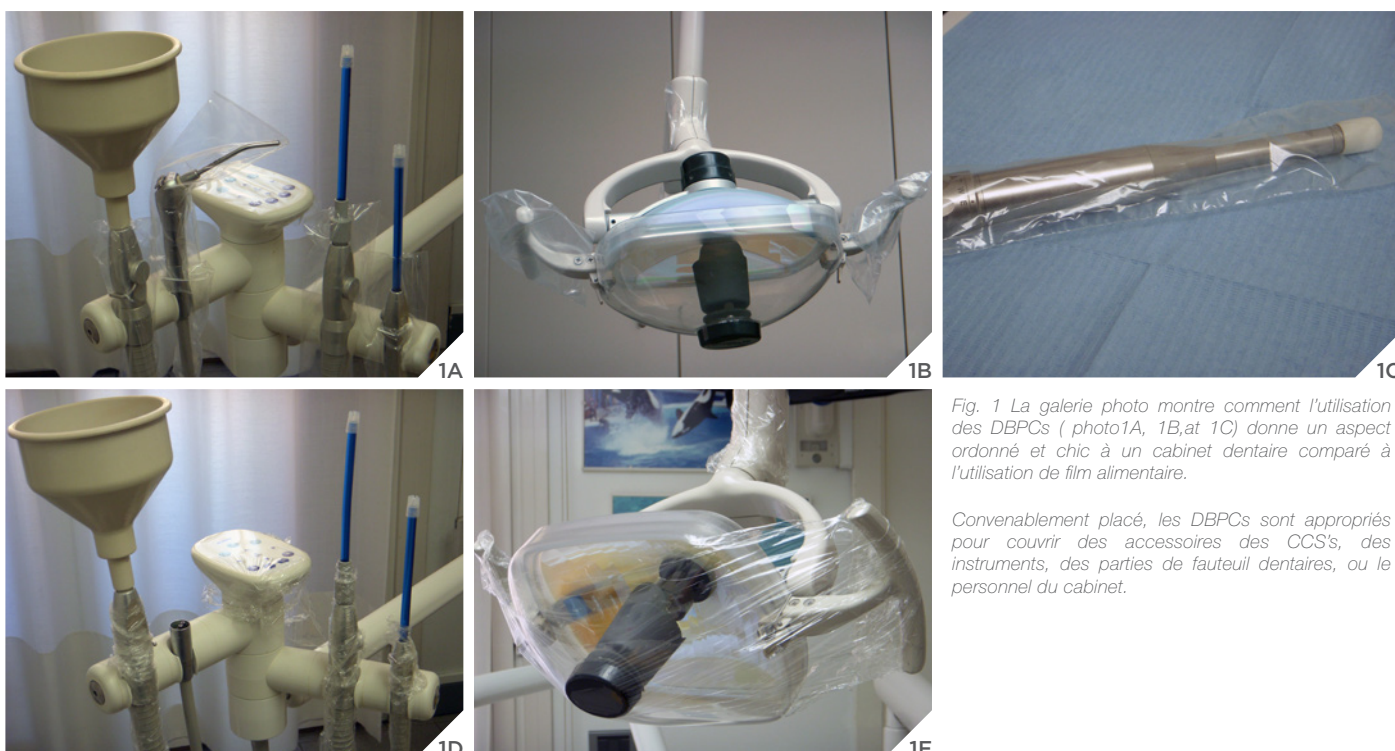 1A
1B
1C
Fig. 1 La galerie photo montre comment l'utilisation
des DBPCs ( photo1A, 1B,at 1C) donne un aspect
ordonné et chic à un cabinet dentaire comparé à
l'utilisation de film alimentaire.
Convenablement placé, les DBPCs sont appropriés
pour couvrir des accessoires des CCS's, des
instruments, des parties de fauteuil dentaires, ou le
personnel du cabinet.
1D
1E